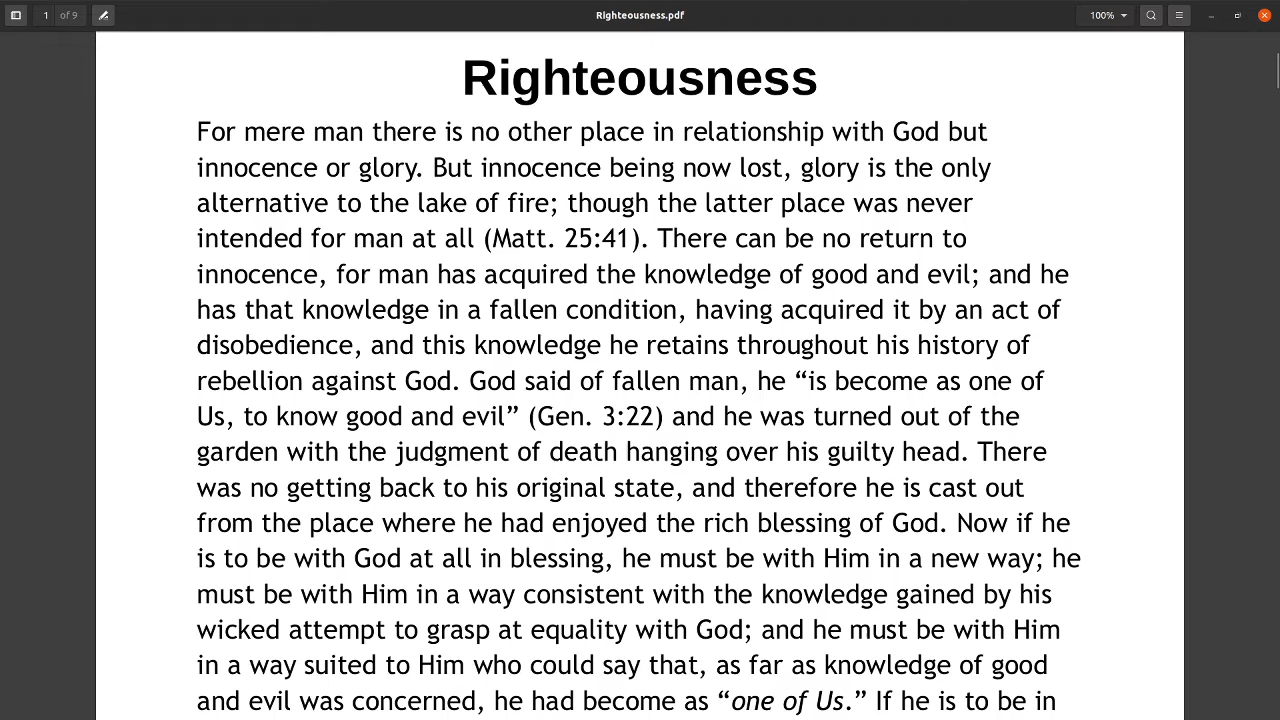 1 of 9
Righteousness.pdf
100%
Righteousness
For mere man there is no other place in relationship with God but
innocence or glory. But innocence being now lost, glory is the only
alternative to the lake of fire; though the latter place was never
intended for man at all (Matt. 25:41). There can be no return to
innocence, for man has acquired the knowledge of good and evil; and he
has that knowledge in a fallen condition, having acquired it by an act of
disobedience, and this knowledge he retains throughout his history of
rebellion against God. God said of fallen man, he “is become as one of
Us, to know good and evil” (Gen. 3:22) and he was turned out of the
garden with the judgment of death hanging over his guilty head. There
was no getting back to his original state, and therefore he is cast out
from the place where he had enjoyed the rich blessing of God. Now if he
is to be with God at all in blessing, he must be with Him in a new way; he
must be with Him in a way consistent with the knowledge gained by his
wicked attempt to grasp at equality with God; and he must be with Him
in a way suited to Him who could say that, as far as knowledge of good
and evil was concerned, he had become as “one of Us.” If he is to be in